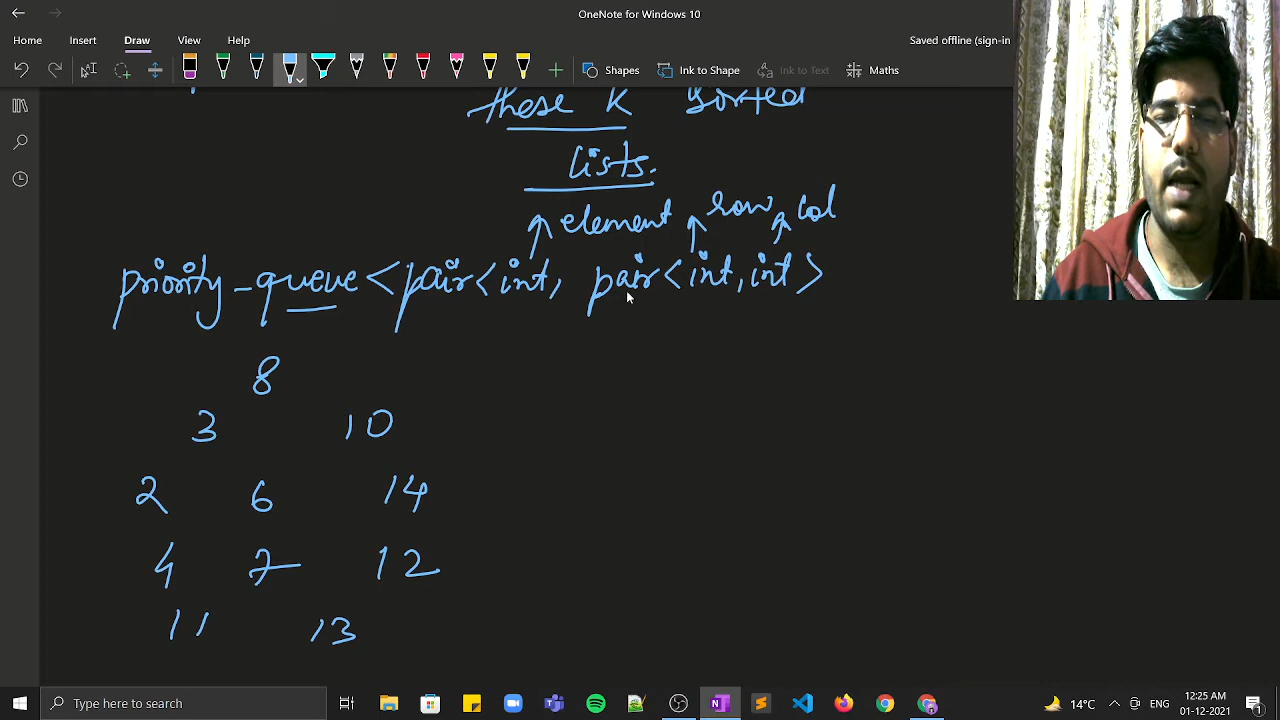 OneNote for Windows 10
Home Insert Draw View Help Saved offline (sign-in
Shapes Ink to Shape Ink to Text Maths
these K sorted
lists.
element row col
priority_queue<pair<int, pair<int,int>
8
3 10
2 6 14
4 7 12
11 13
Type here to search
14°C ENG 12:25 AM
01-12-2021